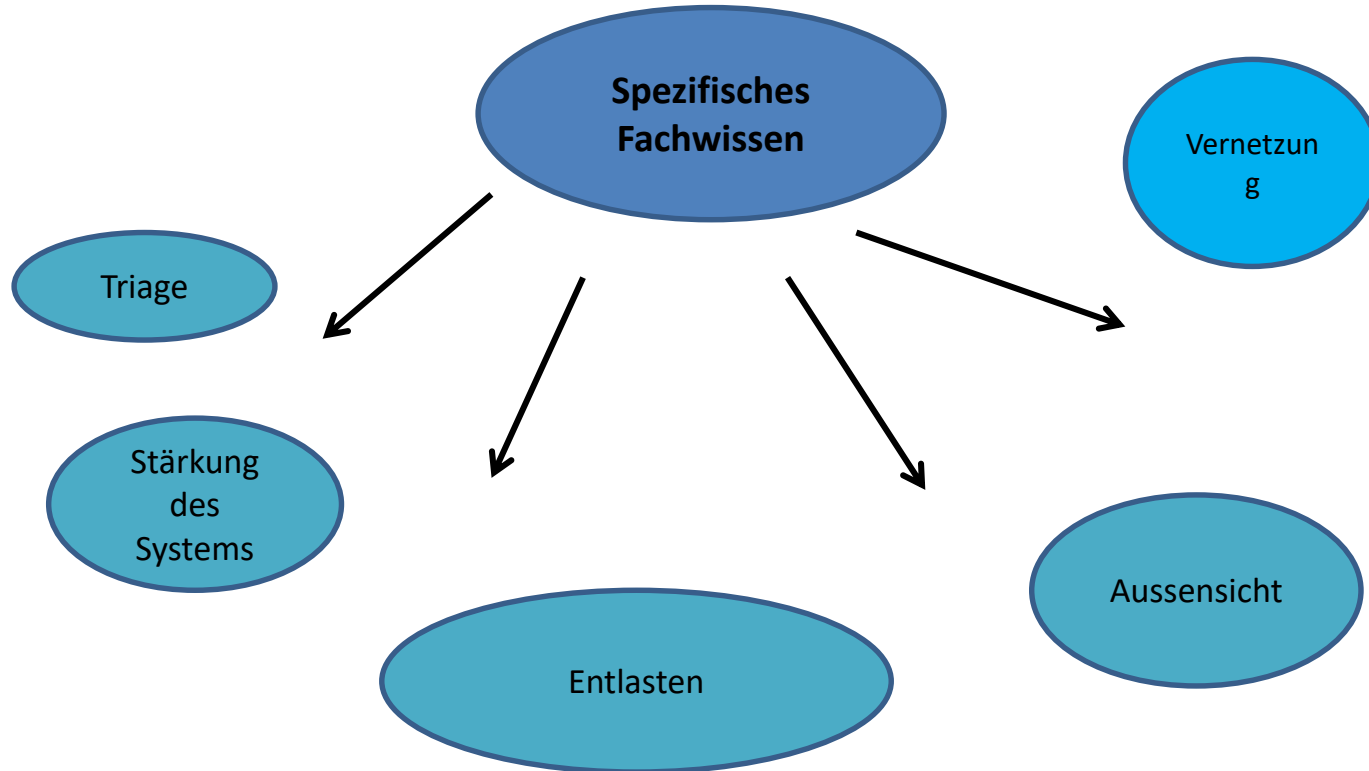 Spezifisches
Fachwissen
Vernetzun
g
Triage
Stärkung
des
Systems
Aussensicht
Entlasten